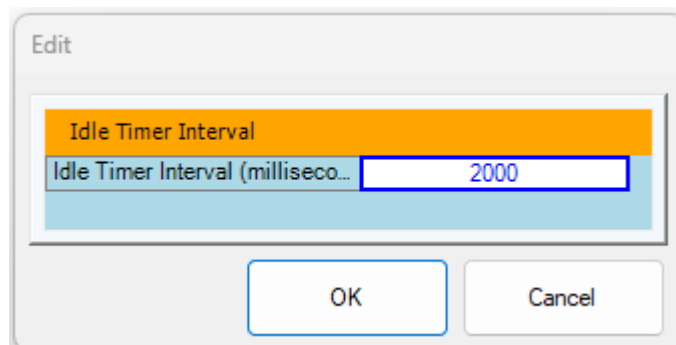 Edit
Idle Timer Interval
Idle Timer Interval (milliseco... 2000
OK Cancel